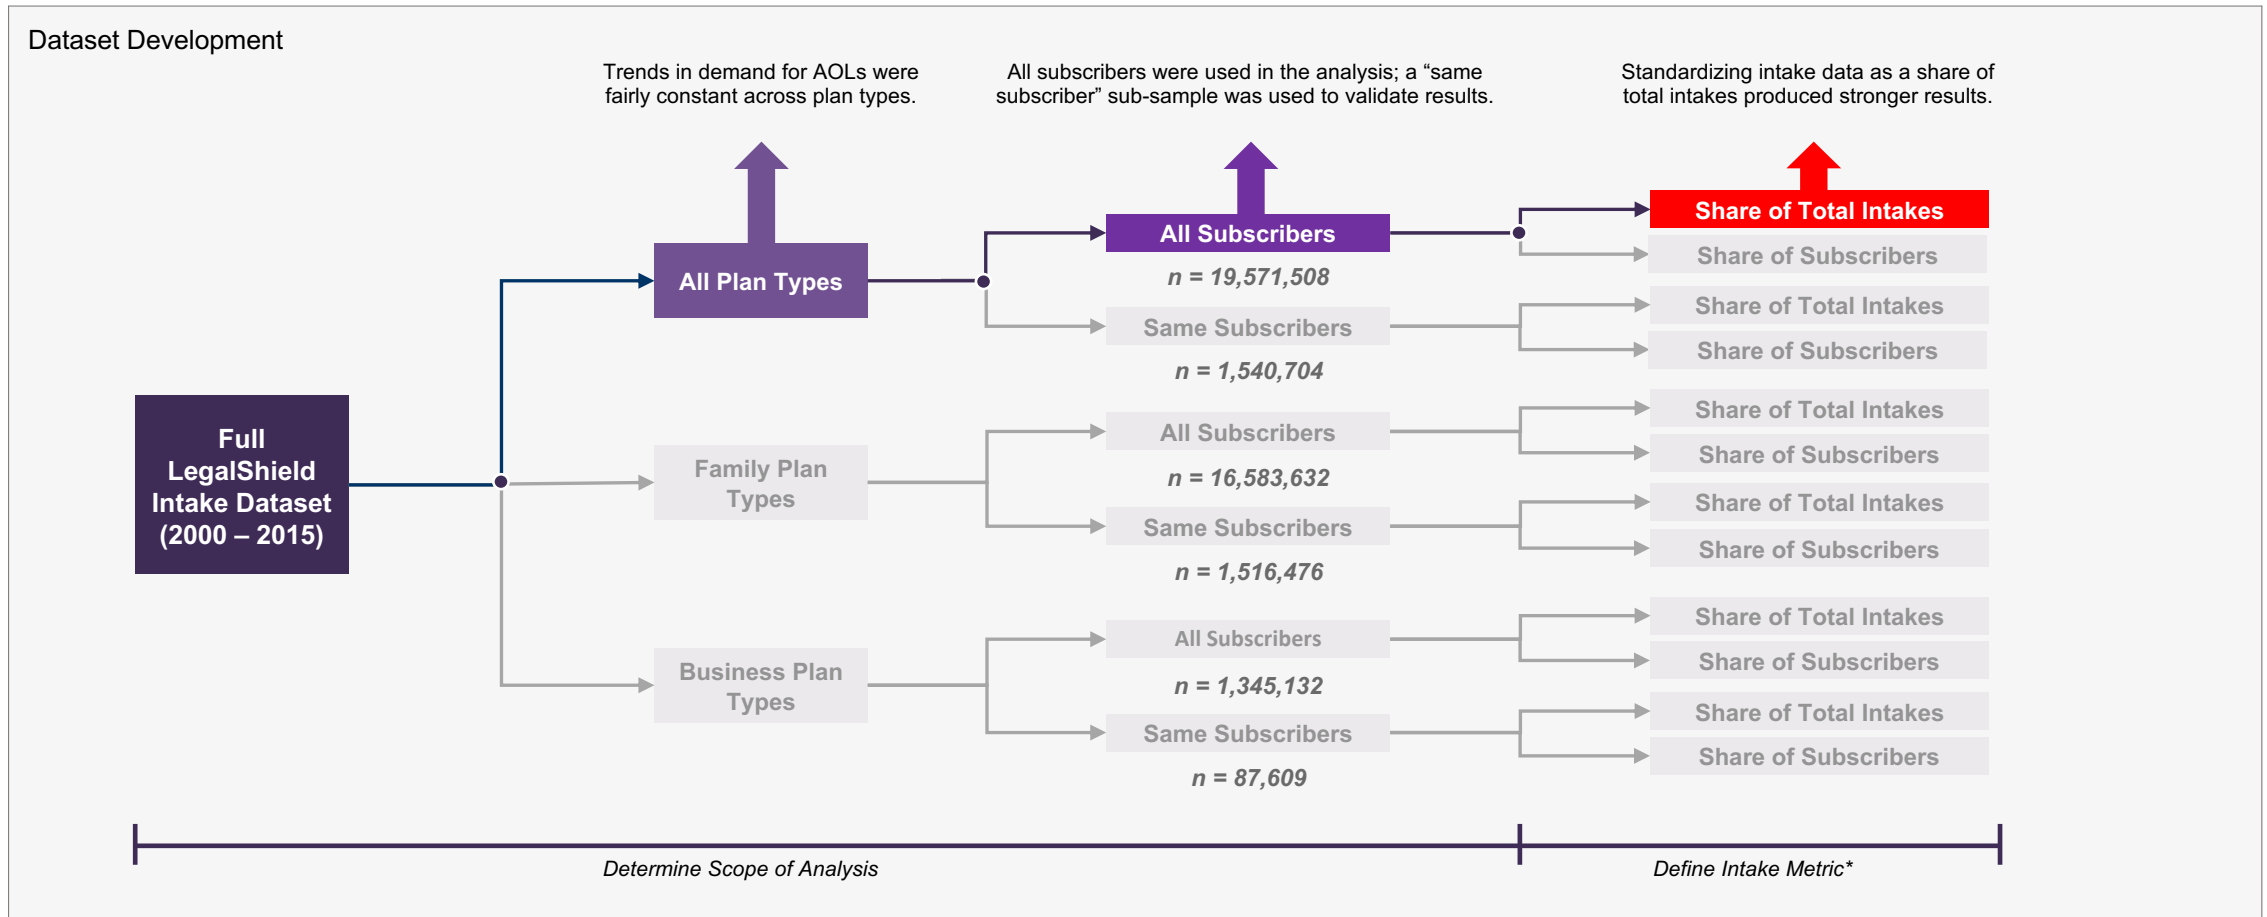 Dataset Development
Trends in demand for AOLs were
fairly constant across plan types.
All subscribers were used in the analysis; a “same
subscriber” sub-sample was used to validate results.
Standardizing intake data as a share of
total intakes produced stronger results.
Full
LegalShield
Intake Dataset
(2000 – 2015)
All Plan Types
Family Plan
Types
Business Plan
Types
All Subscribers
n = 19,571,508
Same Subscribers
n = 1,540,704
All Subscribers
n = 16,583,632
Same Subscribers
n = 1,516,476
All Subscribers
n = 1,345,132
Same Subscribers
n = 87,609
Share of Total Intakes
Share of Subscribers
Share of Total Intakes
Share of Subscribers
Share of Total Intakes
Share of Subscribers
Share of Total Intakes
Share of Subscribers
Share of Total Intakes
Share of Subscribers
Share of Total Intakes
Share of Subscribers
Determine Scope of Analysis
Define Intake Metric*